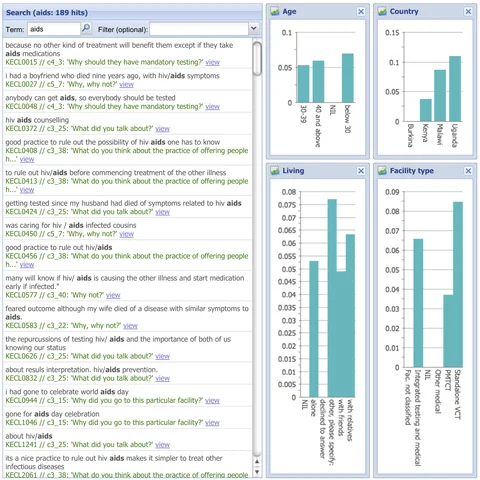 Search (aids: 189 hits)
Term: aids Filter (optional):
because no other kind of treatment will benefit them except if they take
aids medications
KECL0015 // c4_3: 'Why should they have mandatory testing?' view
i had a boyfriend who died nine years ago, with hiv/aids symptoms
KECL0027 // c5_7: 'Why, why not?' view
anybody can get aids, so everybody should be tested
KECL0048 // c4_3: 'Why should they have mandatory testing?' view
hiv aids counselling
KECL0372 // c3_25: 'What did you talk about?' view
good practice to rule out the possibility of hiv aids one has to know
KECL0408 // c3_38: 'What do you think about the practice of offering people
h...' view
to rule out hiv/aids before commencing treatment of the other illness
KECL0413 // c3_38: 'What do you think about the practice of offering people
h...' view
getting tested since my husband had died of symptoms related to hiv aids
KECL0424 // c3_25: 'What did you talk about?' view
was caring for hiv / aids infected cousins
KECL0450 // c5_7: 'Why, why not?' view
good practice to rule out hiv/aids
KECL0456 // c3_38: 'What do you think about the practice of offering people
h...' view
many will know if hiv/ aids is causing the other illness and start medication
early if infected."
KECL0577 // c3_40: 'Why not?' view
feared outcome although my wife died of a disease with similar symptoms to
aids.
KECL0583 // c3_22: 'Why, why not?' view
the repurcussions of testing hiv/ aids and the importance of both of us
knowing our status
KECL0626 // c3_25: 'What did you talk about?' view
about resuls interpretation. hiv/aids prevention.
KECL0832 // c3_25: 'What did you talk about?' view
i had gone to celebrate world aids day
KECL0944 // c3_15: 'Why did you go to this particular facility?' view
gone for aids day celebration
KECL1046 // c3_15: 'Why did you go to this particular facility?' view
about hiv/aids
KECL1241 // c3_25: 'What did you talk about?' view
its a nice practice to rule out hiv aids makes it simpler to treat other
infectious diseases
KECL2061 // c3_38: 'What do you think about the practice of offering people
Age
0.1
0.05
0
30-39
40 and above
NIL
below 30
Country
0.15
0.1
0.05
0
Burkina
Kenya
Malawi
Uganda
Living
0.08
0.075
0.07
0.065
0.06
0.055
0.05
0.045
0.04
0.035
0.03
0.025
0.02
0.015
0.01
0.005
0
NIL
alone
declined to answer
other, please specify:
with friends
with relatives
Facility type
0.09
0.08
0.07
0.06
0.05
0.04
0.03
0.02
0.01
0
Fac. not classified
Integrated testing and medical
NIL
Other medical
PMTCT
Standalone VCT